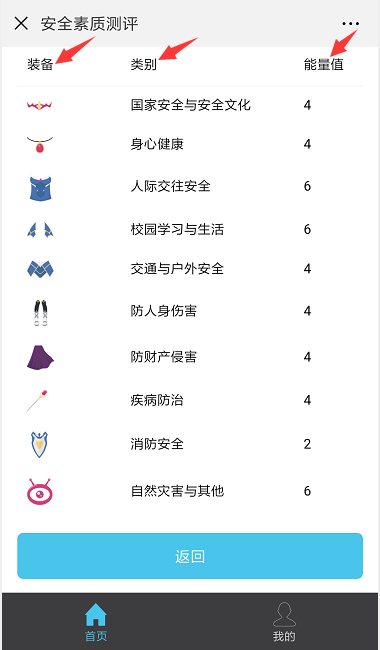 安全素质测评
装备 类别 能量值
国家安全与安全文化 4
身心健康 4
人际交往安全 6
校园学习与生活 6
交通与户外安全 4
防人身伤害 4
防财产侵害 4
疾病防治 4
消防安全 2
自然灾害与其他 6
返回
首页 我的